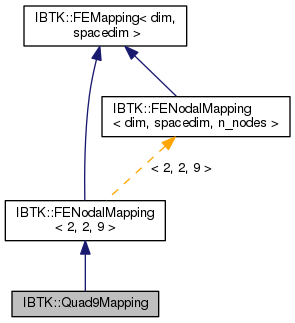 IBTK::FEMapping< dim,
spacedim >
IBTK::FENodalMapping
< dim, spacedim, n_nodes >
< 2, 2, 9 >
IBTK::FENodalMapping
< 2, 2, 9 >
IBTK::Quad9Mapping